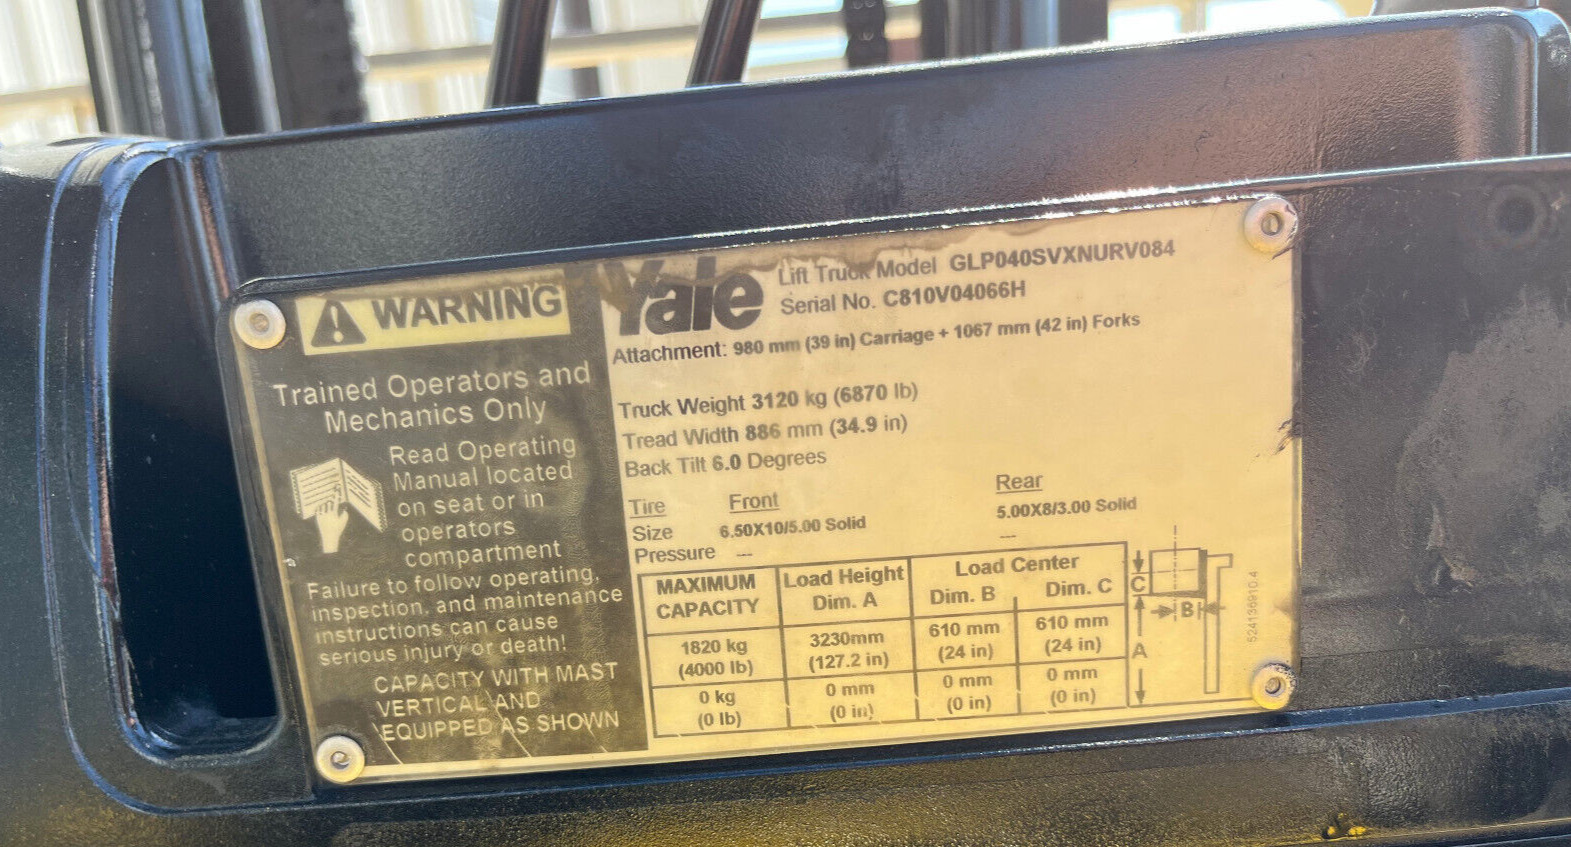 WARNING
Trained Operators and
Mechanics Only
Read Operating
Manual located
on seat or in
operators
compartment
Failure to follow operating,
inspection, and maintenance
instructions can cause
serious injury or death!
CAPACITY WITH MAST
VERTICAL AND
EQUIPPED AS SHOWN
Yale
Lift Truck Model GLP040SVXNURV084
Serial No. C810V04066H
Attachment: 980 mm (39 in) Carriage + 1067 mm (42 in) Forks
Truck Weight 3120 kg (6870 lb)
Tread Width 886 mm (34.9 in)
Back Tilt 6.0 Degrees
Tire Front Rear
Size 6.50X10/5.00 Solid 5.00X8/3.00 Solid
Pressure --- ---
MAXIMUM CAPACITY Load Height Dim. A Load Center Dim. B Dim. C
1820 kg 3230mm 610 mm 610 mm
(4000 lb) (127.2 in) (24 in) (24 in)
0 kg 0 mm 0 mm 0 mm
(0 lb) (0 in) (0 in) (0 in)
C
B
A
524136910.4